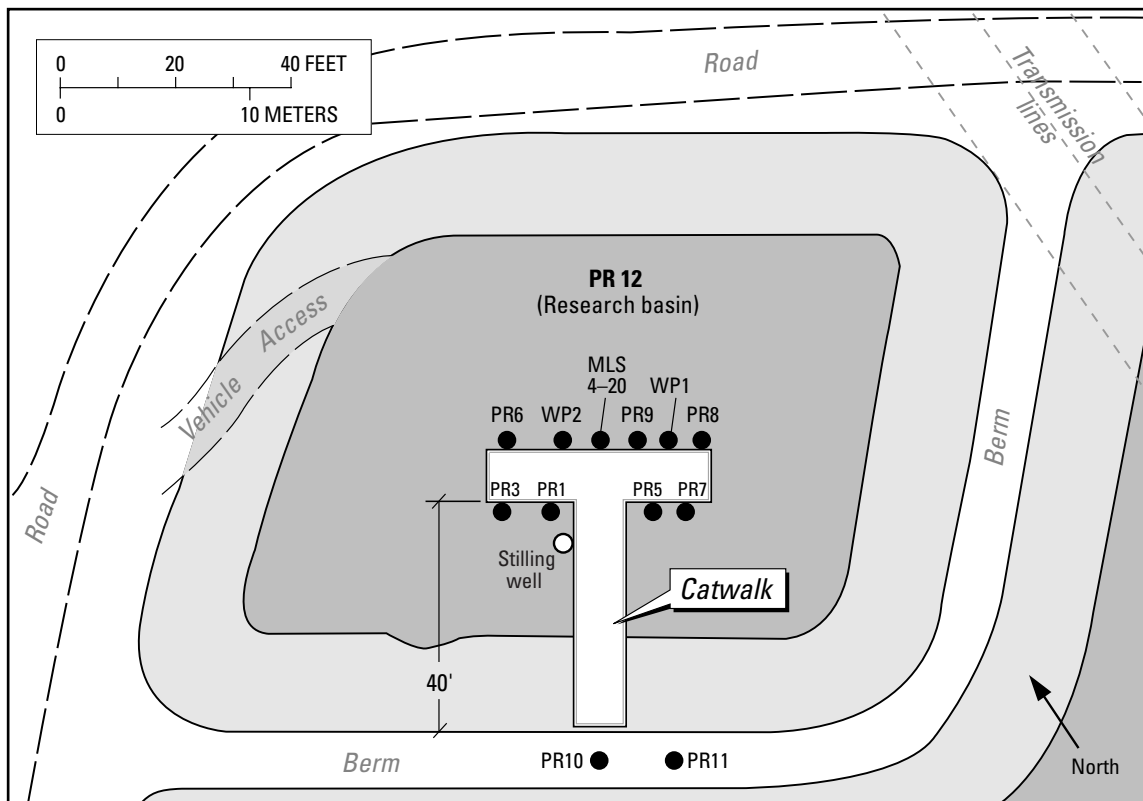 0 20 40 FEET
0 10 METERS
Road
Transmission
lines
PR 12
(Research basin)
Vehicle Access
MLS
4–20
WP1
PR6
WP2
PR9
PR8
PR3
PR1
PR5
PR7
Stilling
well
Catwalk
Berm
Road
40'
Berm
PR10
PR11
North